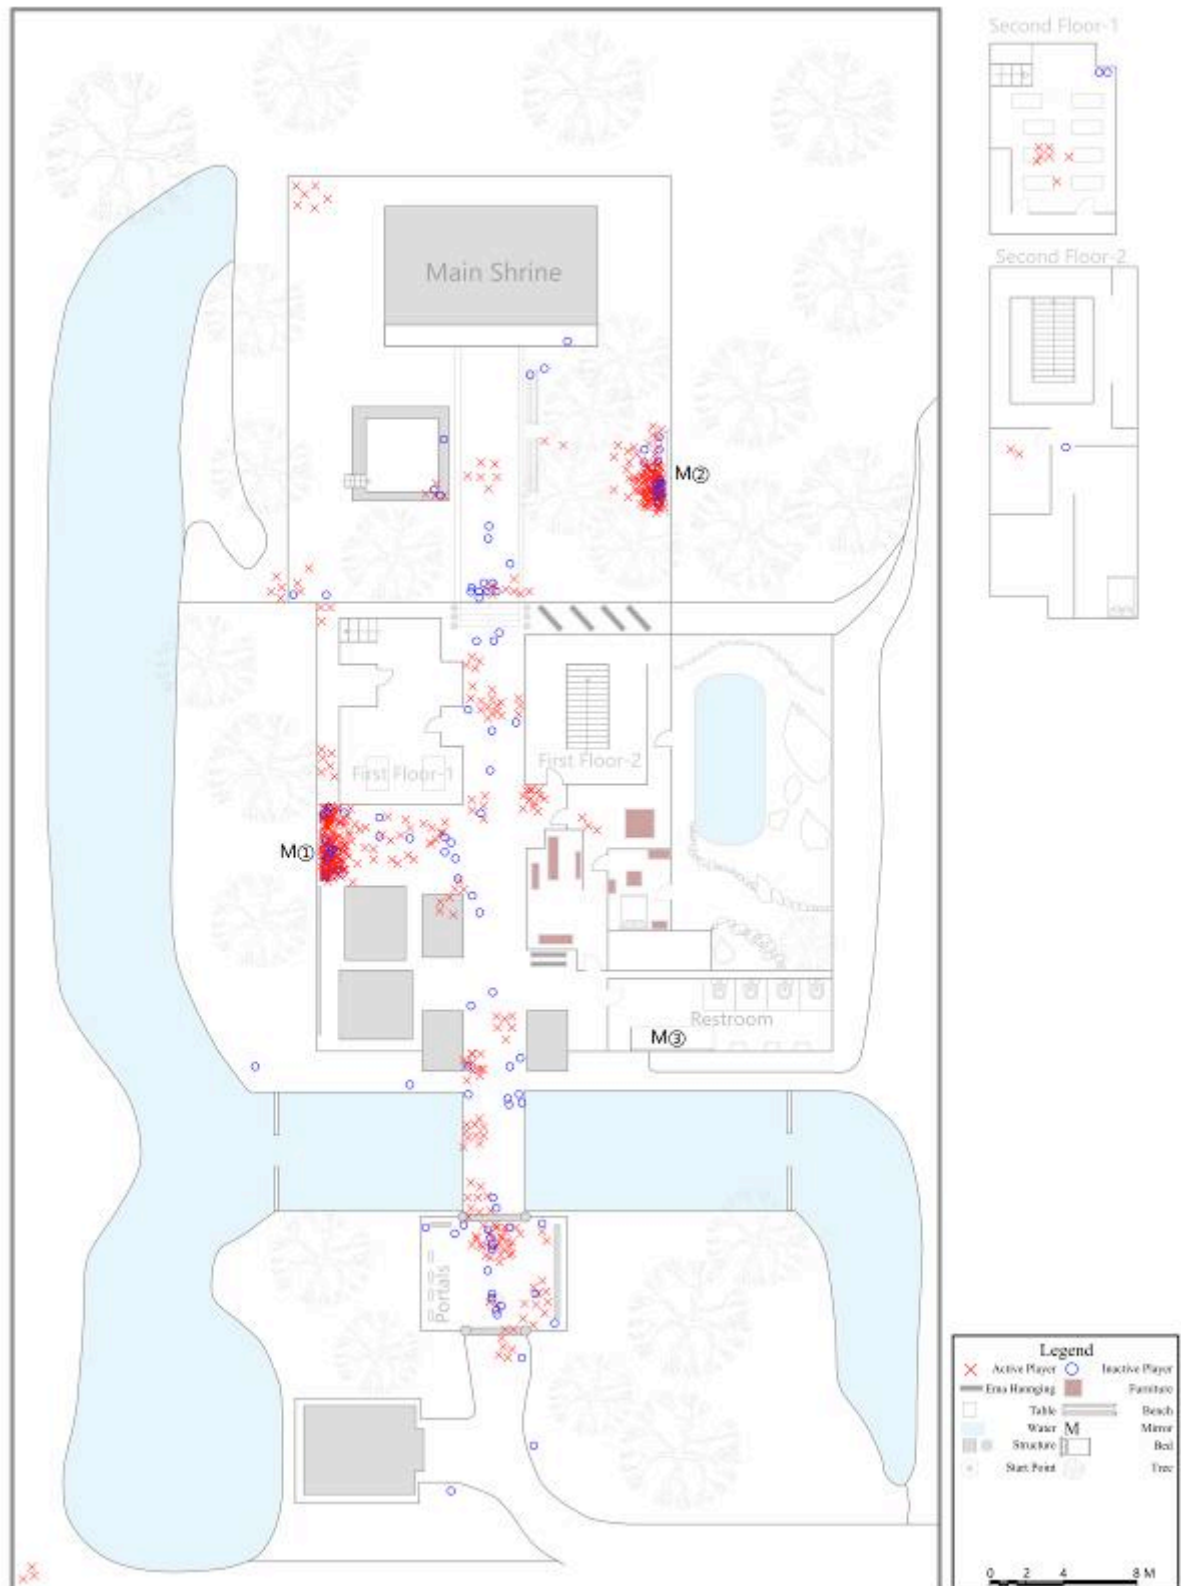 Second Floor-1
Second Floor-2
Main Shrine
M②
First Floor-1
First Floor-2
M①
M③
Restroom
Portals
Legend
Active Player
Inactive Player
Ema Hannging
Furniture
Table
Bench
Water
M
Mirror
Structure
Bed
Start Point
Tree
0 2 4 8 M